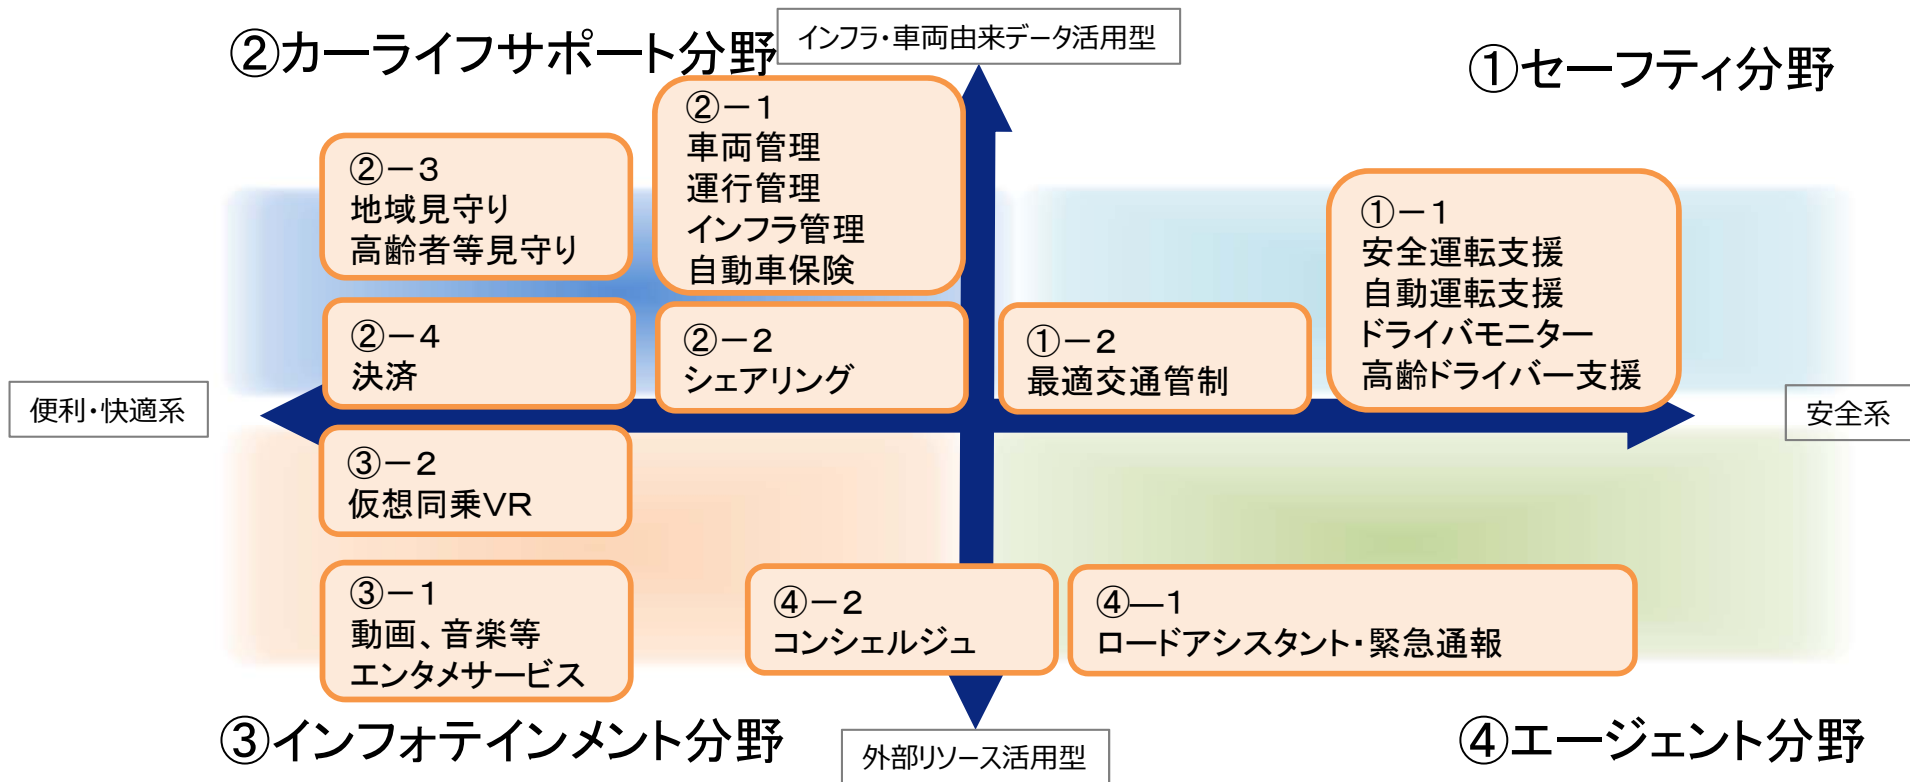 ②カーライフサポート分野
インフラ・車両由来データ活用型
①セーフティ分野
②－１
車両管理
運行管理
インフラ管理
自動車保険
②－３
地域見守り
高齢者等見守り
①－１
安全運転支援
自動運転支援
ドライバモニター
高齢ドライバー支援
②－４
決済
②－２
シェアリング
①－２
最適交通管制
便利・快適系
安全系
③－２
仮想同乗VR
③－１
動画、音楽等
エンタメサービス
④－２
コンシェルジュ
④―１
ロードアシスタント・緊急通報
③インフォテインメント分野
外部リソース活用型
④エージェント分野